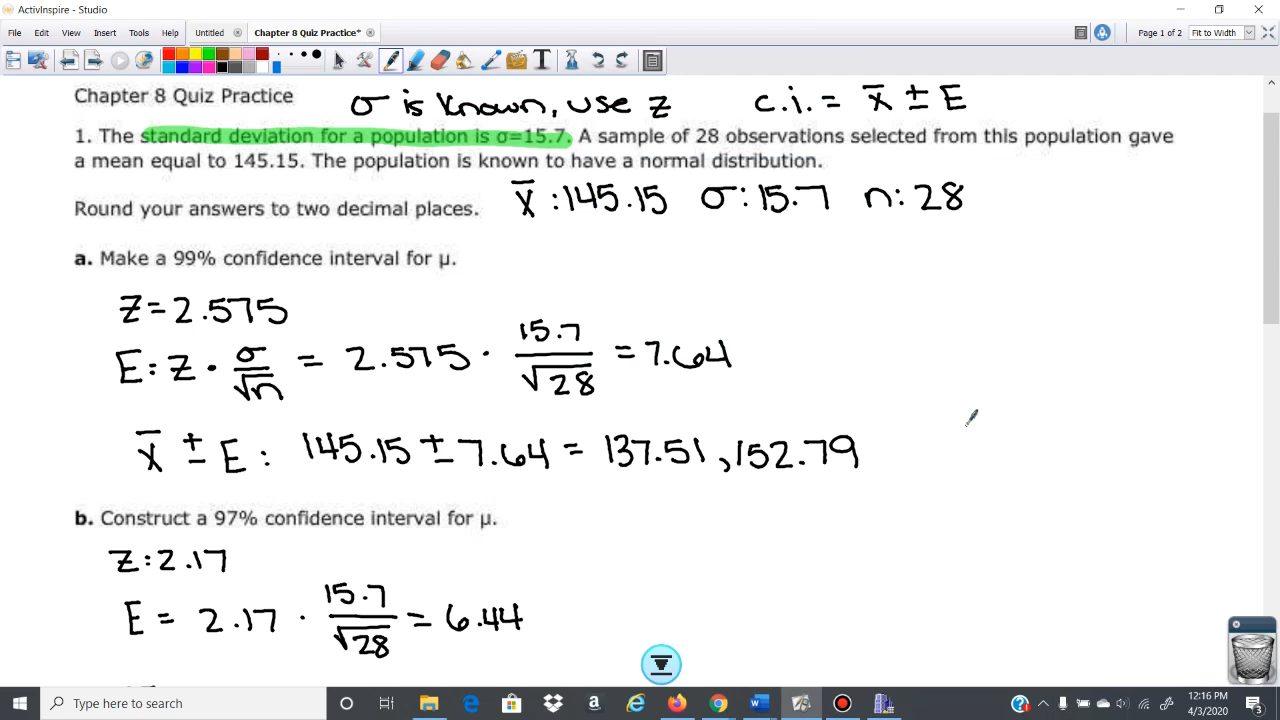 ActivInspire - Studio
File Edit View Insert Tools Help Untitled Chapter 8 Quiz Practice* Page 1 of 2 Fit to Width
Chapter 8 Quiz Practice σ is known, use z c.i. = x̄ ± E
1. The standard deviation for a population is σ=15.7. A sample of 28 observations selected from this population gave
a mean equal to 145.15. The population is known to have a normal distribution.
Round your answers to two decimal places. x̄ : 145.15 σ: 15.7 n: 28
a. Make a 99% confidence interval for μ.
Z = 2.575
E: Z · σ/√n = 2.575 · 15.7/√28 = 7.64
x̄ ± E : 145.15 ± 7.64 = 137.51, 152.79
b. Construct a 97% confidence interval for μ.
Z: 2.17
E = 2.17 · 15.7/√28 = 6.44
Type here to search
12:16 PM
4/3/2020